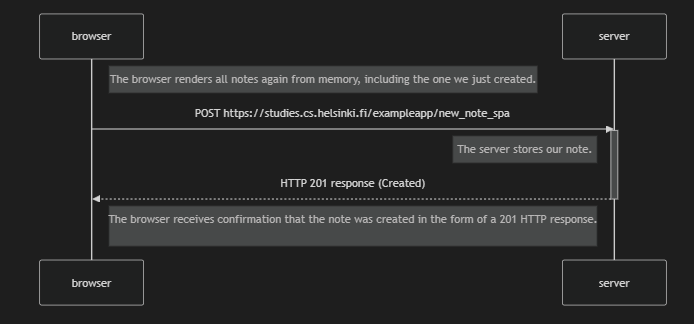 browser
server
The browser renders all notes again from memory, including the one we just created.
POST https://studies.cs.helsinki.fi/exampleapp/new_note_spa
The server stores our note.
HTTP 201 response (Created)
The browser receives confirmation that the note was created in the form of a 201 HTTP response.
browser
server